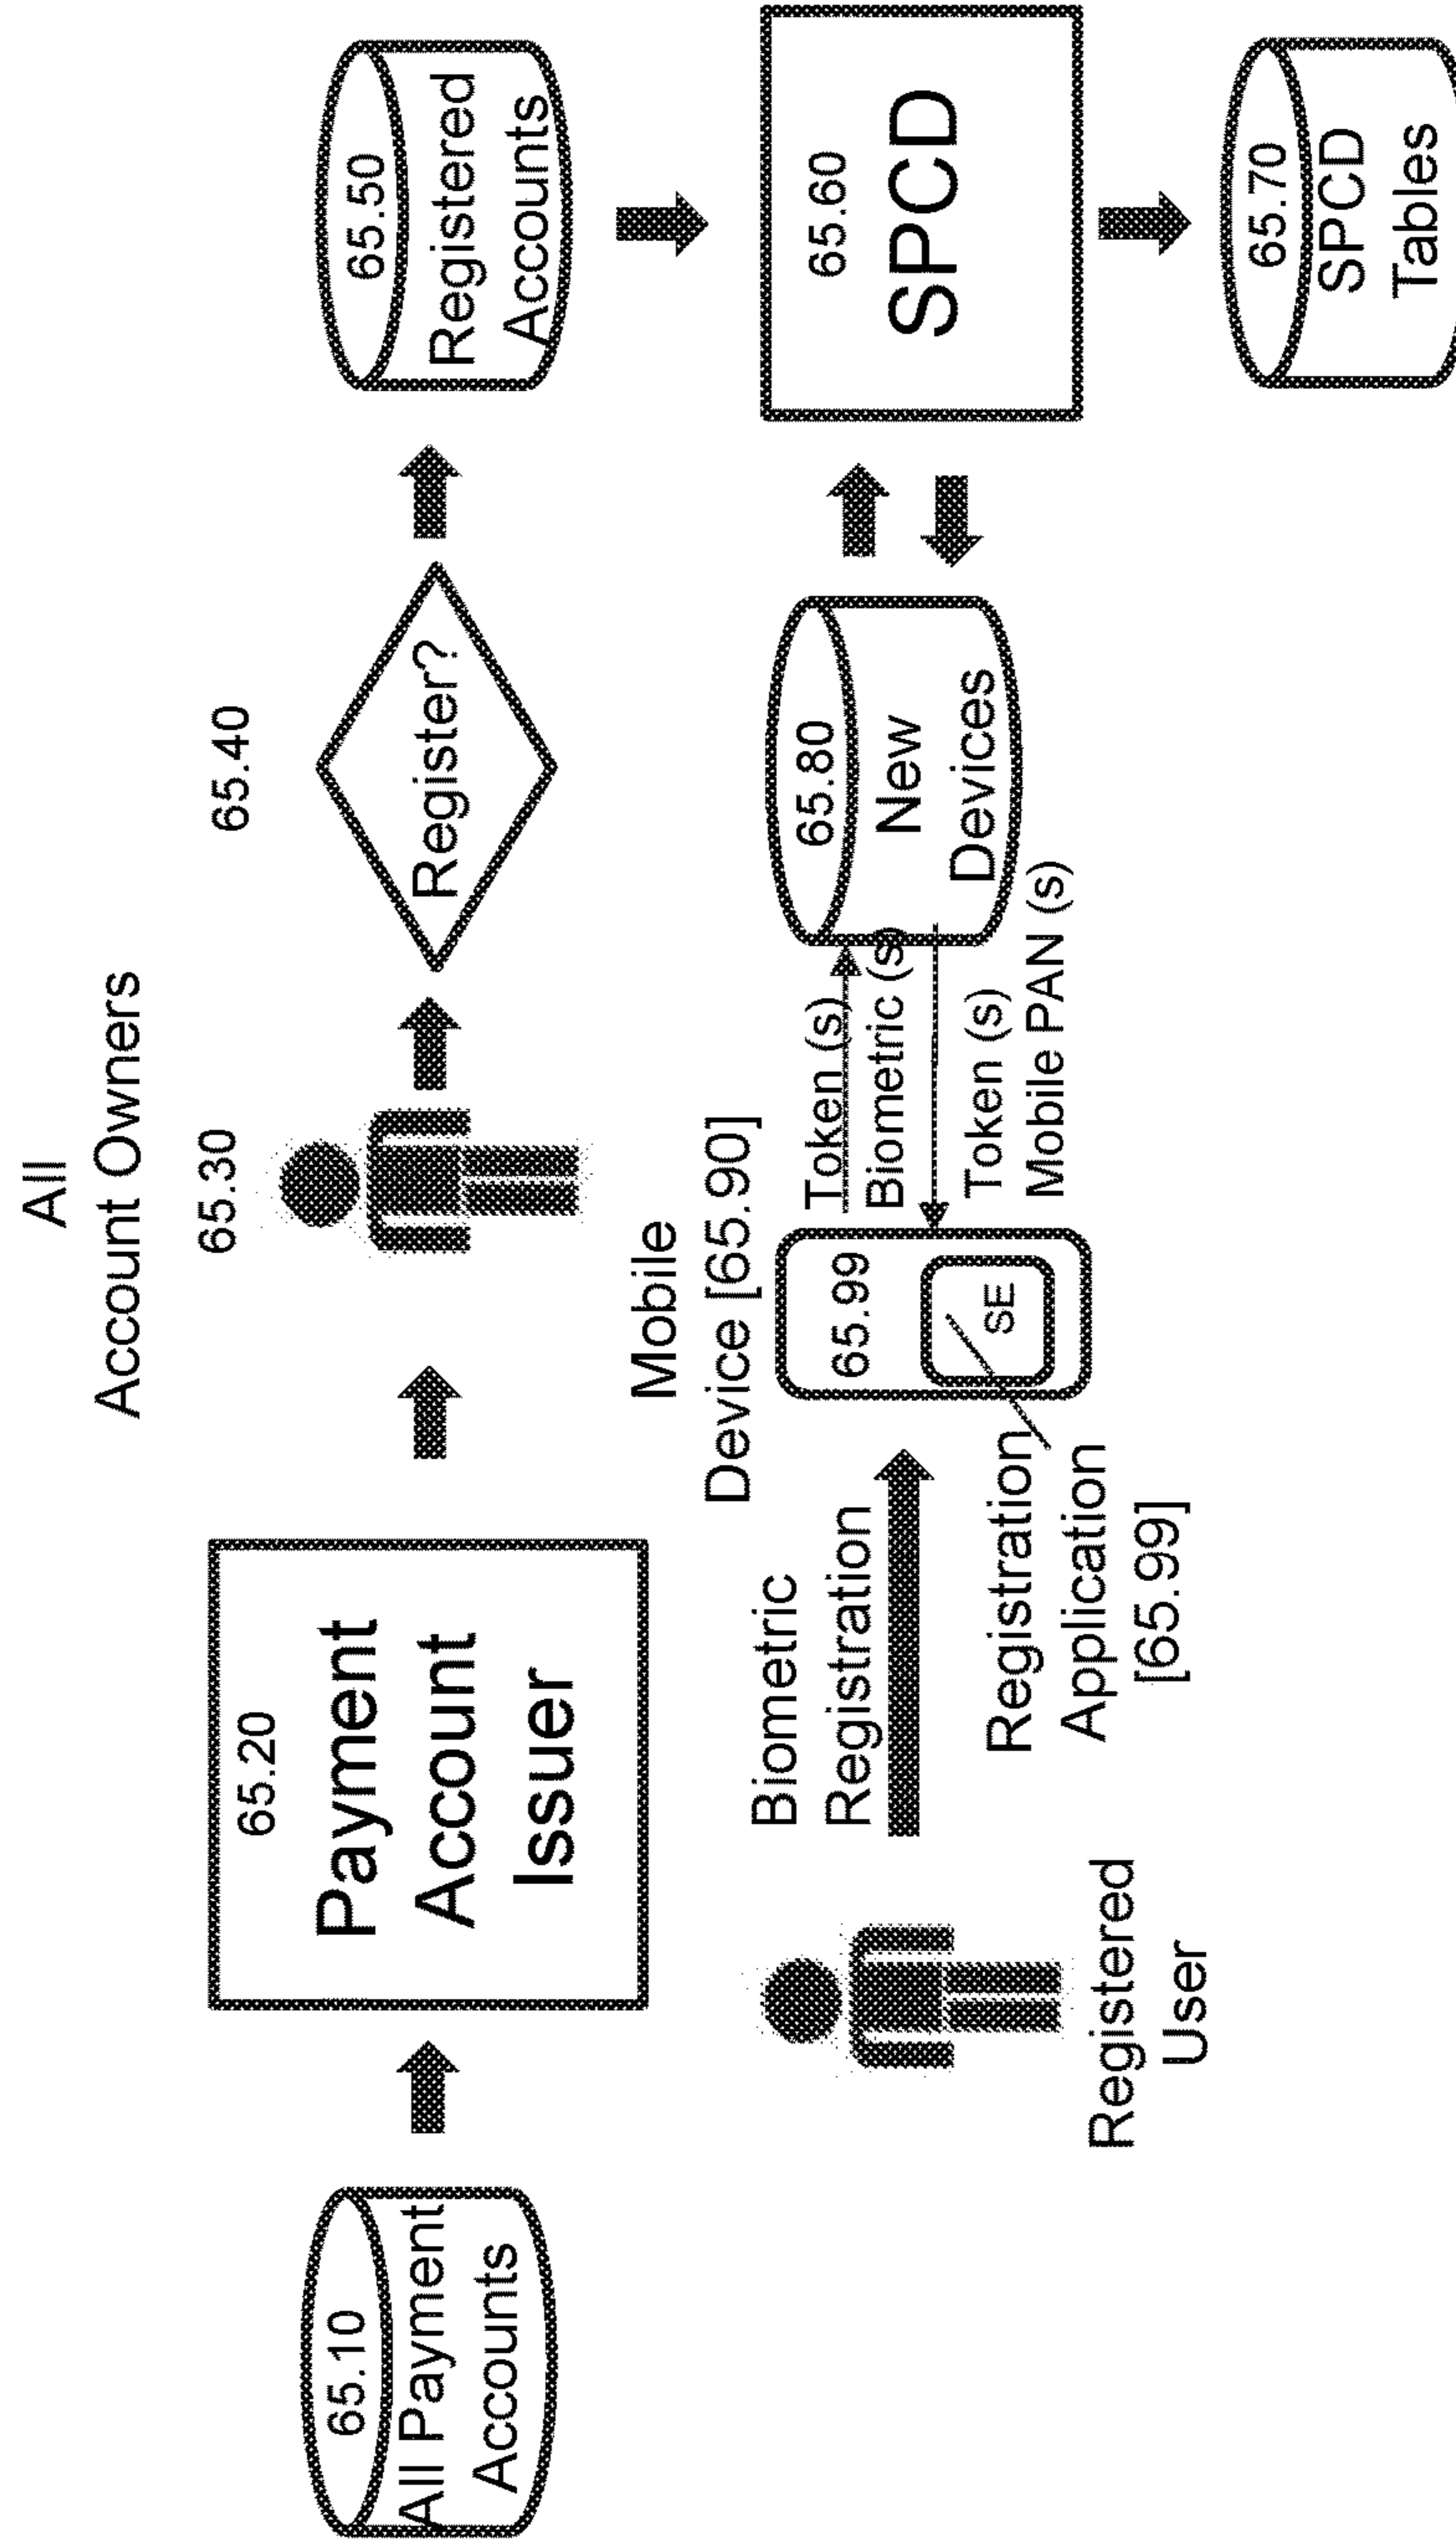 65.10
All Payment
Accounts
65.20
Payment
Account
Issuer
All
Account Owners
65.30
65.40
Register?
65.50
Registered
Accounts
Registered
User
Biometric
Registration
Registration
Application
[65.99]
Mobile
Device [65.90]
65.99
SE
Token (s)
Biometric (s)
Token (s)
Mobile PAN (s)
65.80
New
Devices
65.60
SPCD
65.70
SPCD
Tables